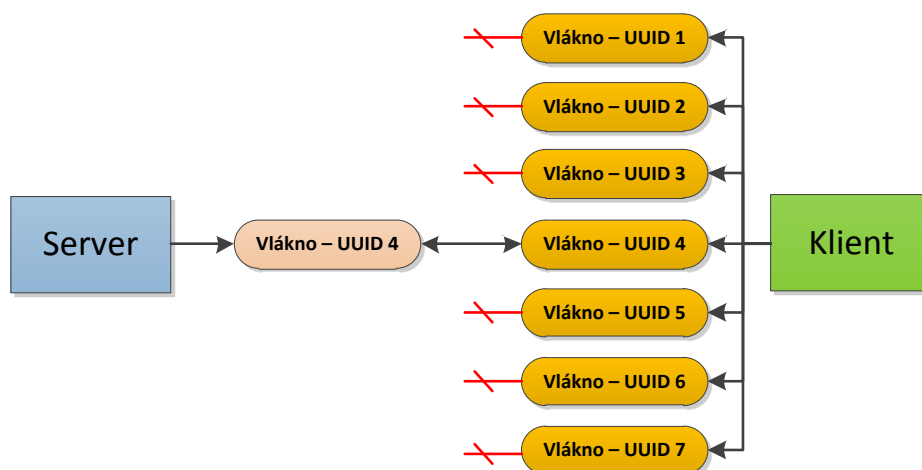 Vlákno – UUID 1
Vlákno – UUID 2
Vlákno – UUID 3
Server
Vlákno – UUID 4
Vlákno – UUID 4
Klient
Vlákno – UUID 5
Vlákno – UUID 6
Vlákno – UUID 7